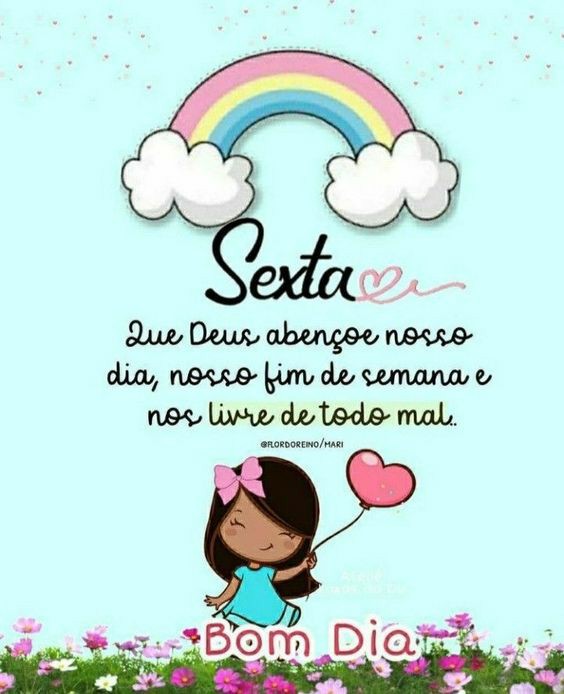 Sexta
Que Deus abençoe nosso
dia, nosso fim de semana e
nos livre de todo mal..
@FLORDOREINO/MARI
Ateliê
Bom Dia